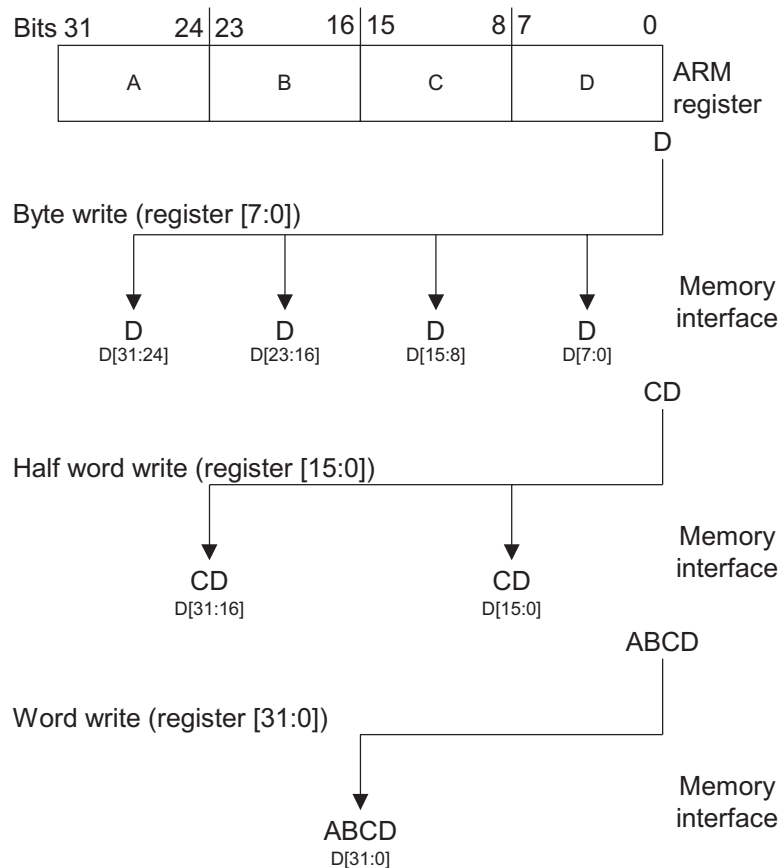 Bits 31 24 23 16 15 8 7 0
A B C D
ARM
register
D
Byte write (register [7:0])
Memory
interface
D D D D
D[31:24] D[23:16] D[15:8] D[7:0]
CD
Half word write (register [15:0])
Memory
interface
CD CD
D[31:16] D[15:0]
ABCD
Word write (register [31:0])
Memory
interface
ABCD
D[31:0]